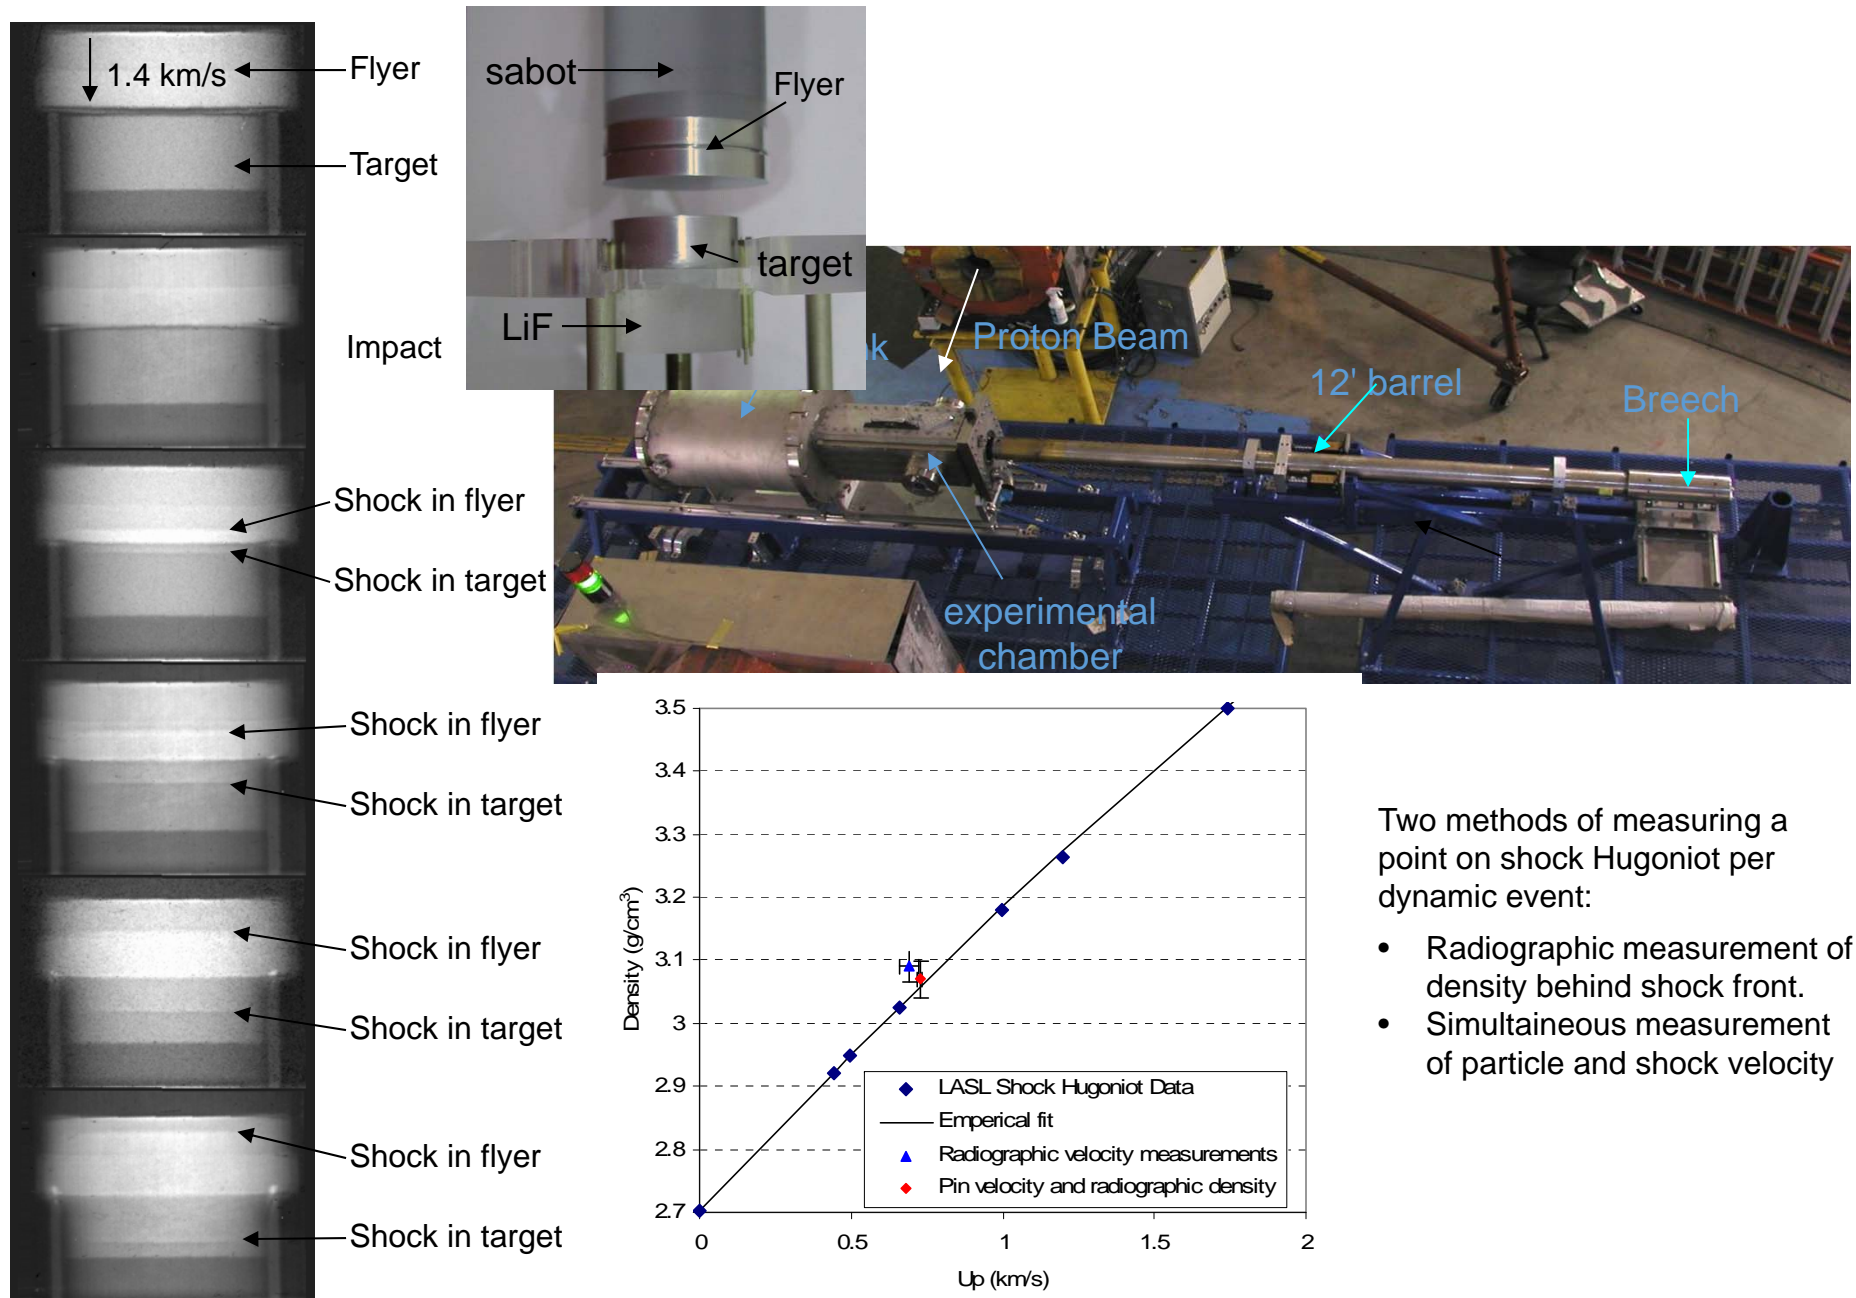 1.4 km/s
Flyer
Target
Impact
Shock in flyer
Shock in target
Shock in flyer
Shock in target
Shock in flyer
Shock in target
Shock in flyer
Shock in target
sabot
Flyer
target
LiF
Proton Beam
12' barrel
Breech
experimental
chamber
3.5
3.4
3.3
3.2
3.1
3
2.9
2.8
2.7
Density (g/cm³)
0
0.5
1
1.5
2
Up (km/s)
LASL Shock Hugoniot Data
Emperical fit
Radiographic velocity measurements
Pin velocity and radiographic density
Two methods of measuring a
point on shock Hugoniot per
dynamic event:
• Radiographic measurement of
density behind shock front.
• Simultaineous measurement
of particle and shock velocity